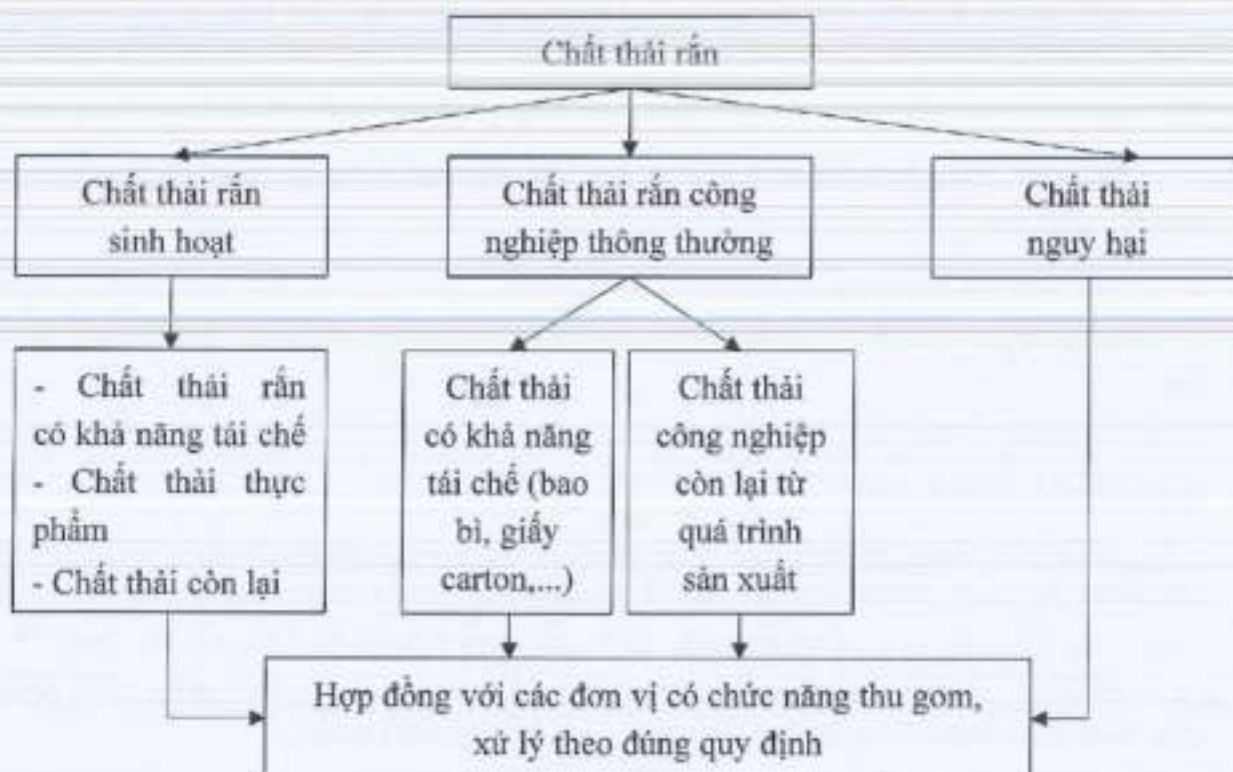 Chất thải rắn
Chất thải rắn
sinh hoạt
Chất thải rắn công
nghiệp thông thường
Chất thải
nguy hại
- Chất thải rắn
có khả năng tái chế
- Chất thải thực
phẩm
- Chất thải còn lại
Chất thải
có khả năng
tái chế (bao
bì, giấy
carton,...)
Chất thải
công nghiệp
còn lại từ
quá trình
sản xuất
Hợp đồng với các đơn vị có chức năng thu gom,
xử lý theo đúng quy định